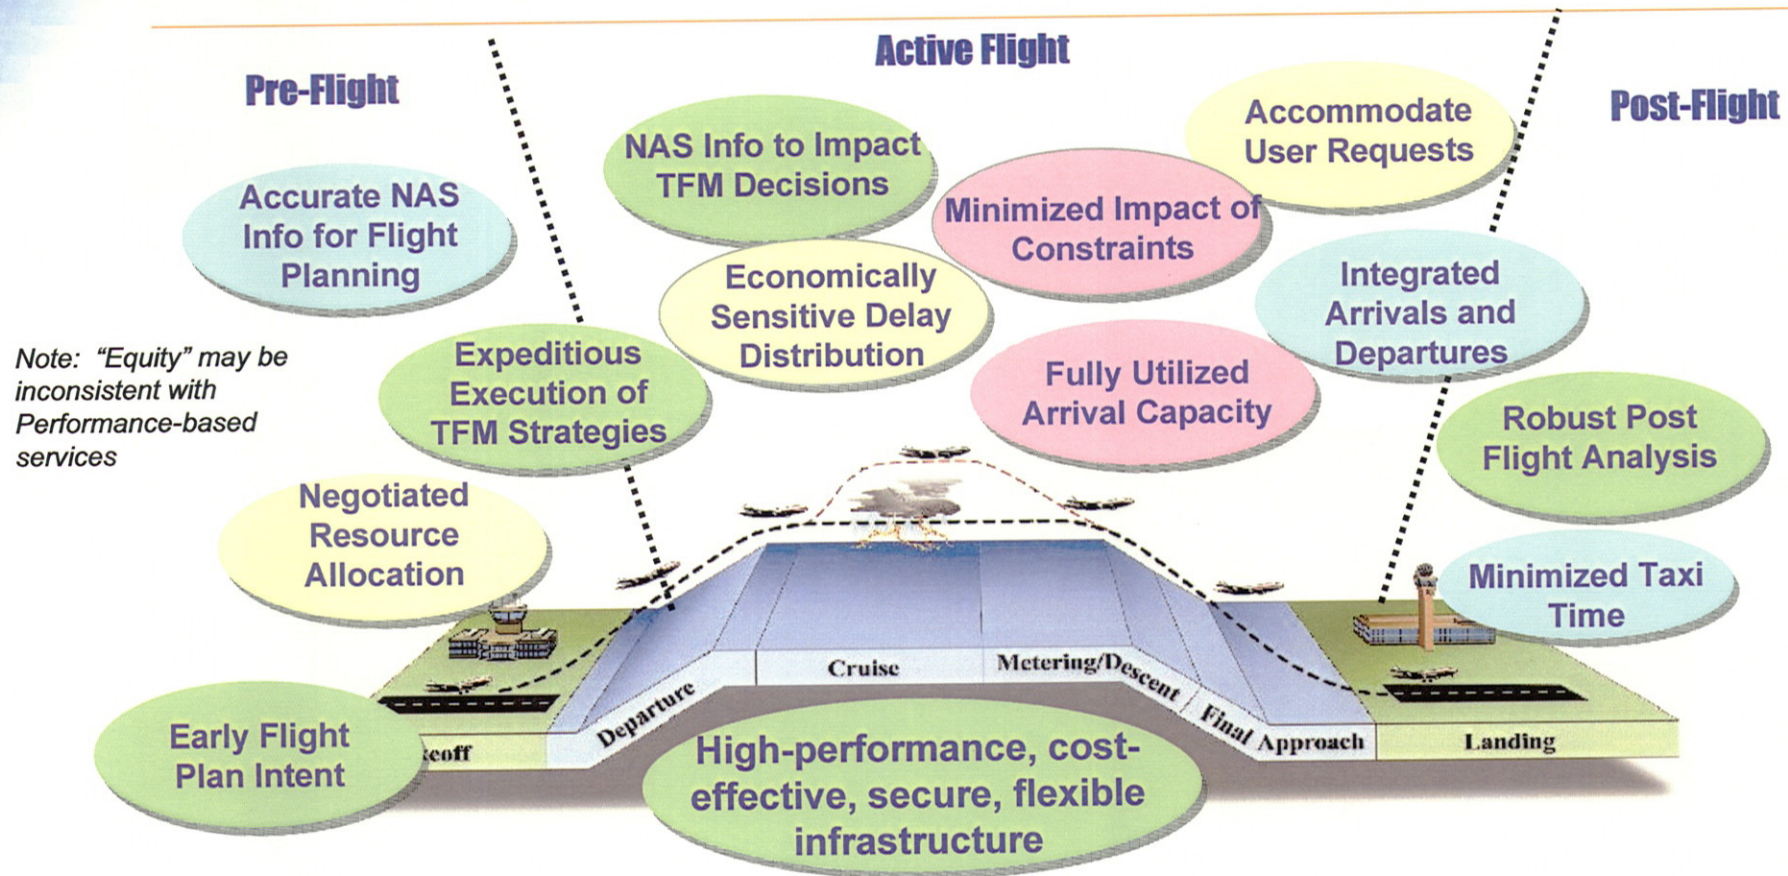 Active Flight
Pre-Flight
Post-Flight
Accurate NAS
Info for Flight
Planning
NAS Info to Impact
TFM Decisions
Accommodate
User Requests
Minimized Impact of
Constraints
Economically
Sensitive Delay
Distribution
Integrated
Arrivals and
Departures
Note: “Equity” may be
inconsistent with
Performance-based
services
Expeditious
Execution of
TFM Strategies
Fully Utilized
Arrival Capacity
Robust Post
Flight Analysis
Negotiated
Resource
Allocation
Minimized Taxi
Time
Early Flight
Plan Intent
keoff
Departure
Cruise
Metering/Descent
Final Approach
Landing
High-performance, cost-
effective, secure, flexible
infrastructure